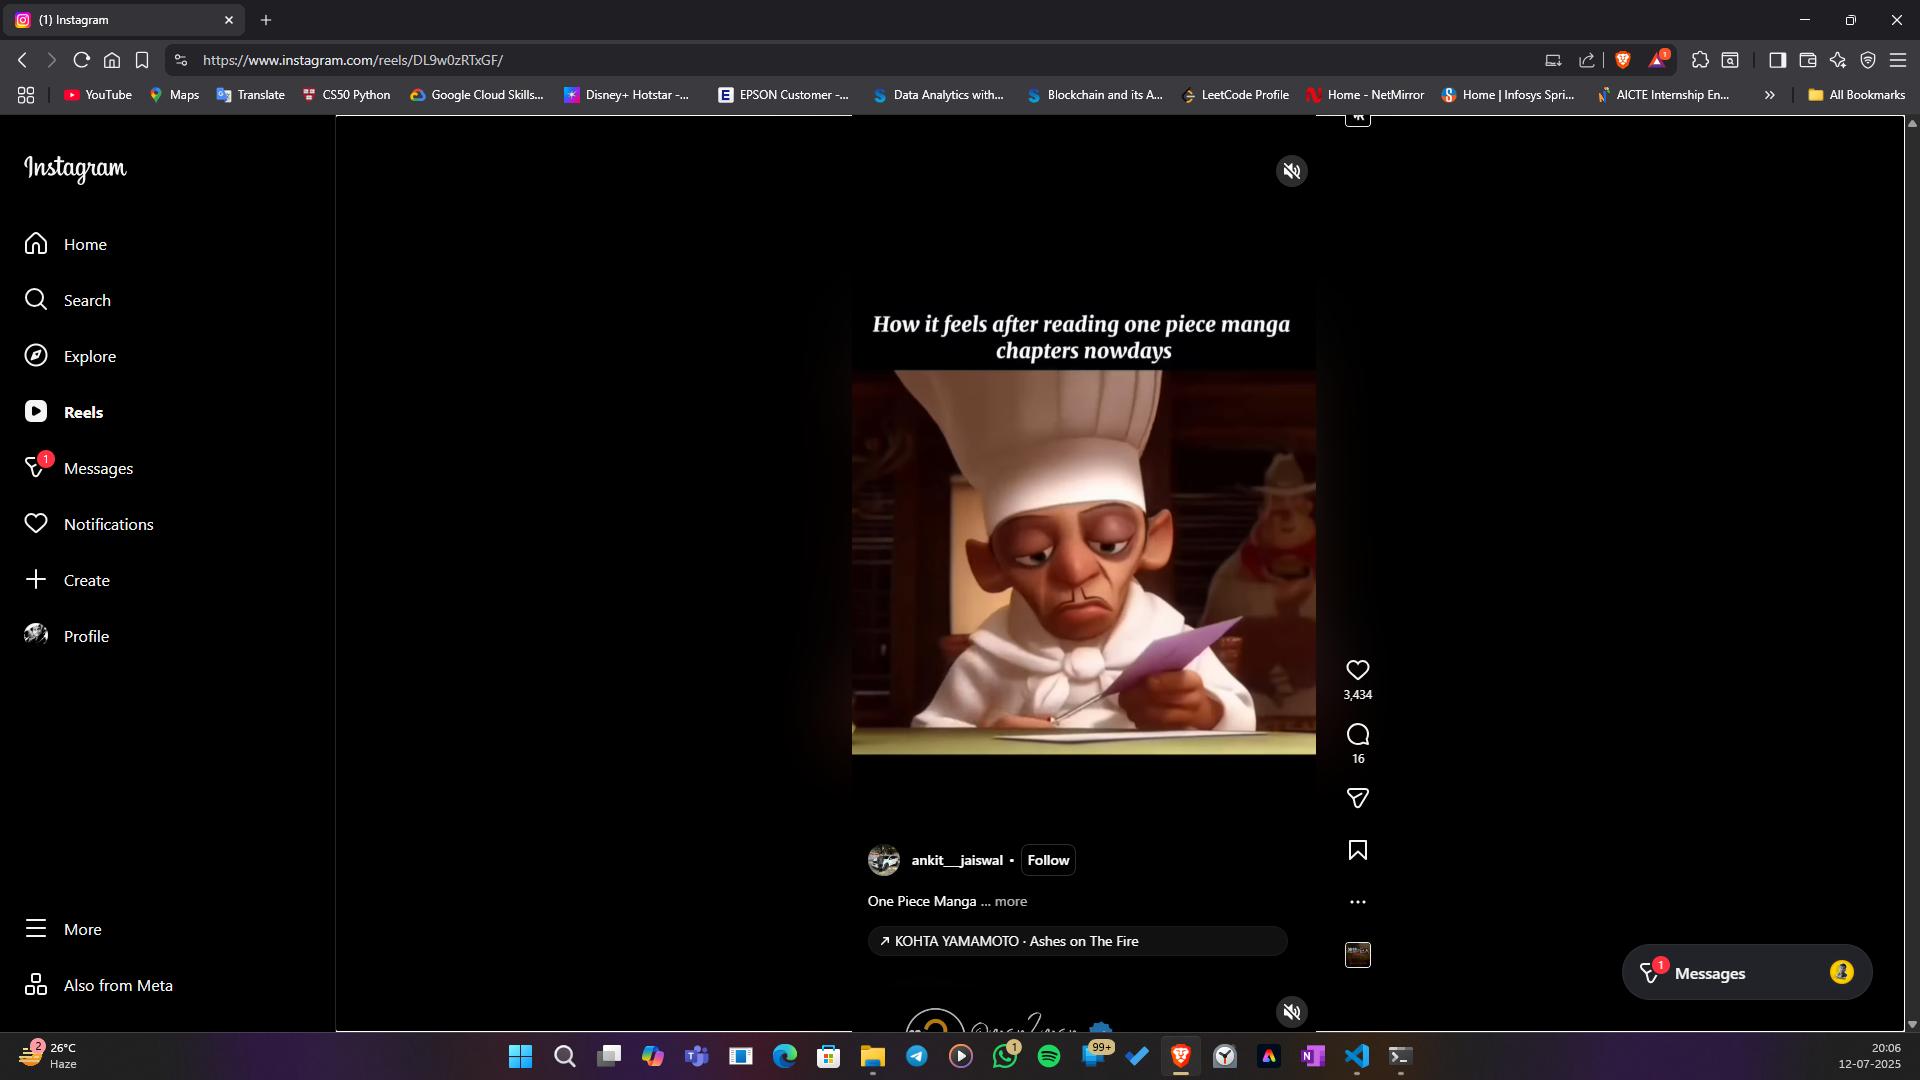 (1) Instagram
https://www.instagram.com/reels/DL9w0zRTxGF/
1
YouTube
Maps
Translate
CS50 Python
Google Cloud Skills...
Disney+ Hotstar -...
EPSON Customer -...
Data Analytics with...
Blockchain and its A...
LeetCode Profile
Home - NetMirror
Home | Infosys Spri...
AICTE Internship En...
All Bookmarks
Instagram
Home
Search
Explore
Reels
1
Messages
Notifications
Create
Profile
More
Also from Meta
How it feels after reading one piece manga
chapters nowdays
3,434
16
ankit__jaiswal • Follow
One Piece Manga ... more
KOHTA YAMAMOTO · Ashes on The Fire
1
Messages
2
26°C
Haze
1
99+
20:06
12-07-2025